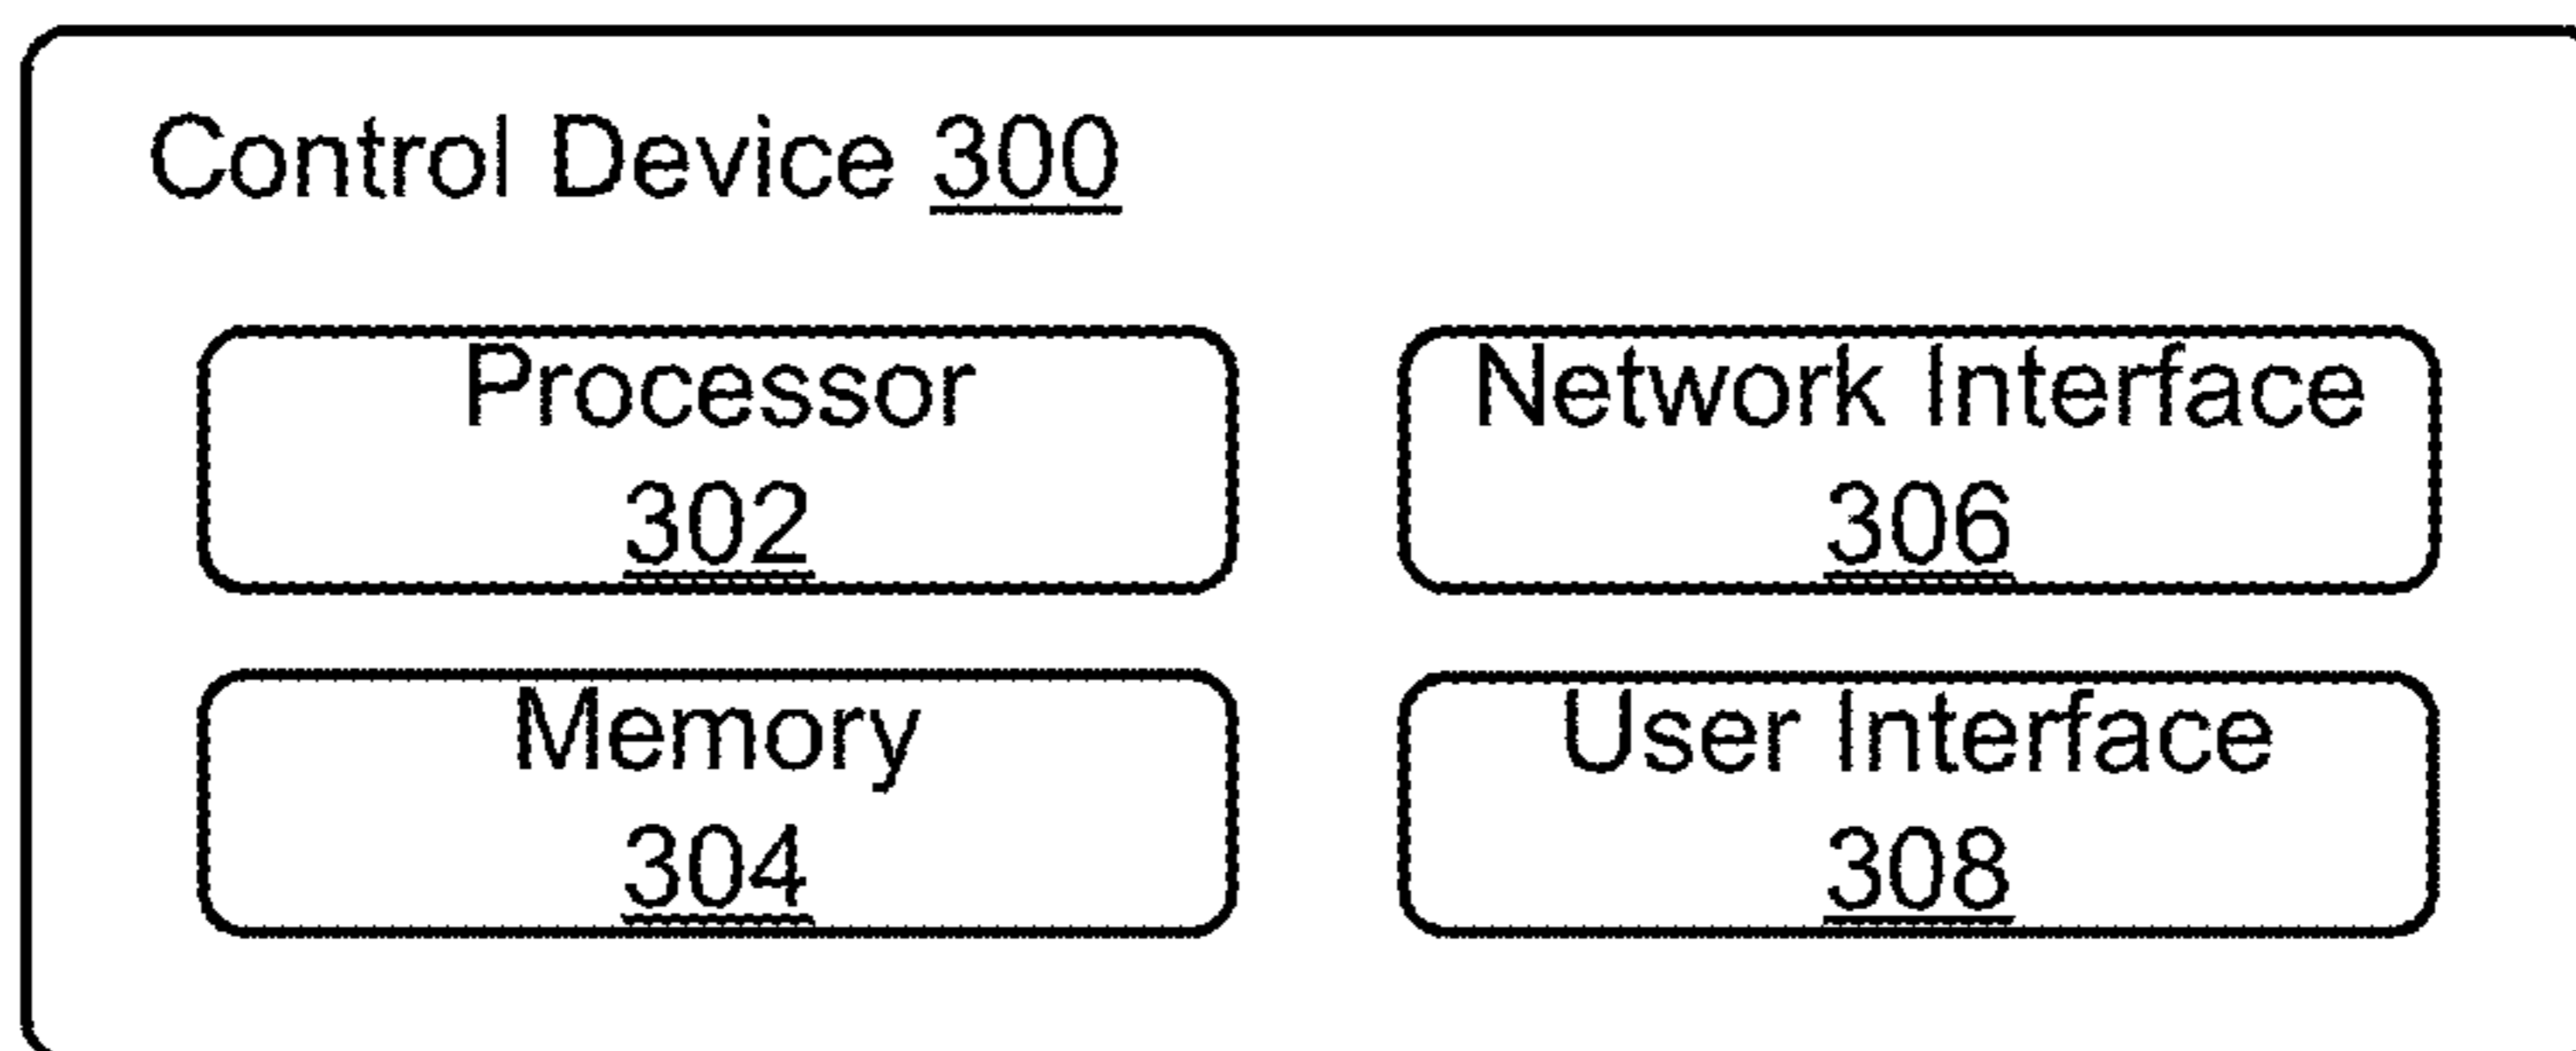 Control Device 300
Processor
302
Network Interface
306
Memory
304
User Interface
308